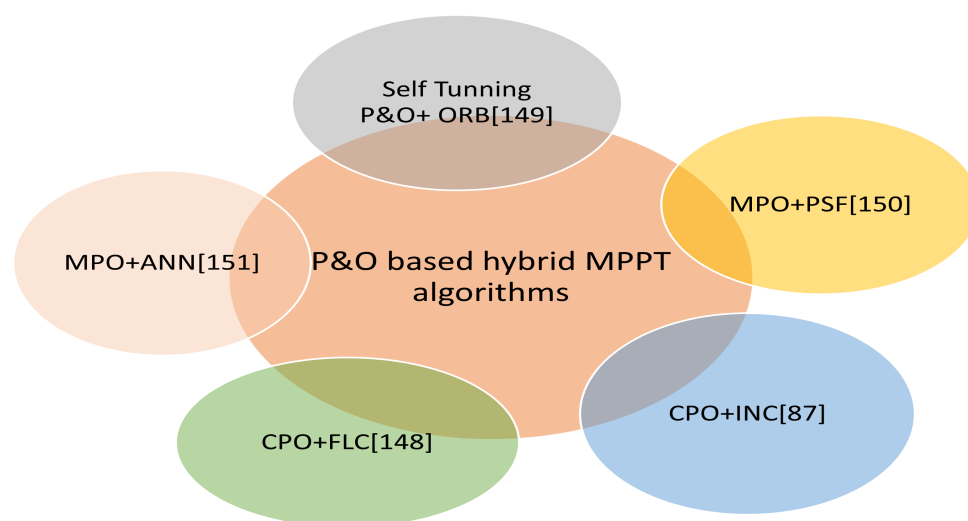 Self Tunning
P&O+ ORB[149]
MPO+PSF[150]
MPO+ANN[151]
P&O based hybrid MPPT
algorithms
CPO+INC[87]
CPO+FLC[148]